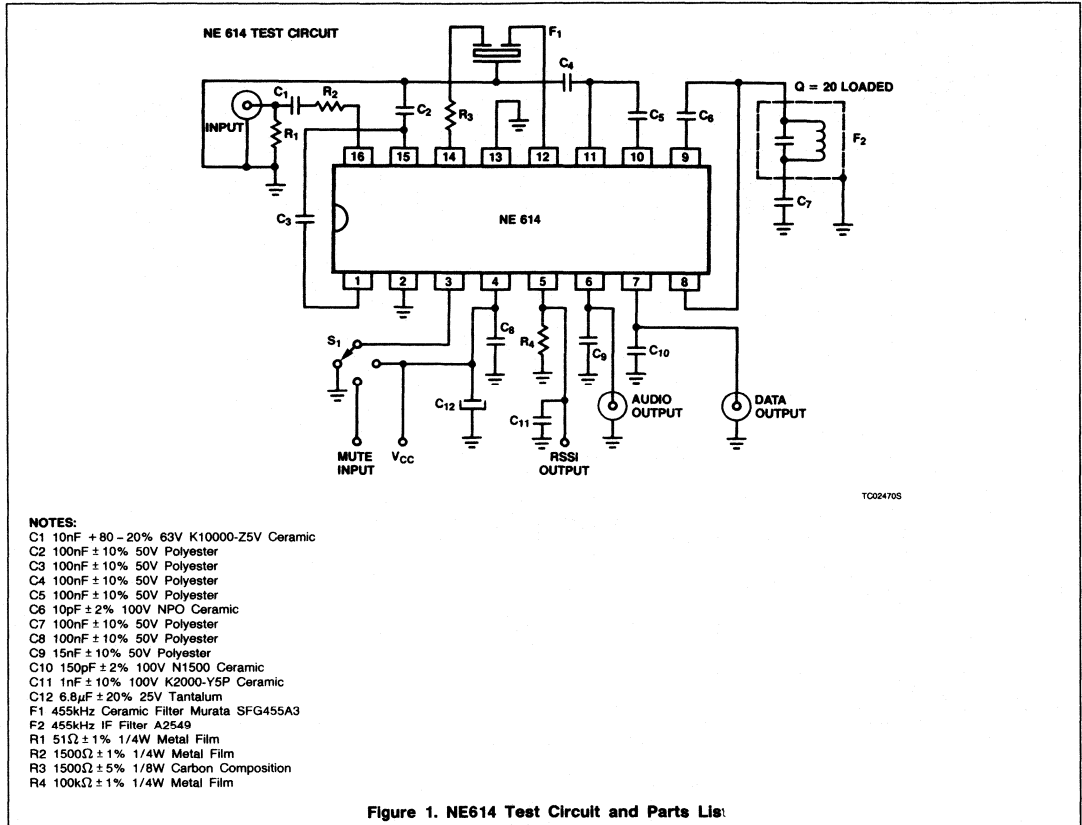 NE 614 TEST CIRCUIT
F1
C4
Q = 20 LOADED
C1
R2
C2
R3
C5
C6
F2
INPUT
R1
16 15 14 13 12 11 10 9
C7
C3
NE 614
1 2 3 4 5 6 7 8
S1
C8
R4
C9
C10
C12
C11
AUDIO OUTPUT
DATA OUTPUT
MUTE INPUT
VCC
RSSI OUTPUT
TC02470S
NOTES:
C1 10nF +80 – 20% 63V K10000-Z5V Ceramic
C2 100nF ± 10% 50V Polyester
C3 100nF ± 10% 50V Polyester
C4 100nF ± 10% 50V Polyester
C5 100nF ± 10% 50V Polyester
C6 10pF ± 2% 100V NPO Ceramic
C7 100nF ± 10% 50V Polyester
C8 100nF ± 10% 50V Polyester
C9 15nF ± 10% 50V Polyester
C10 150pF ± 2% 100V N1500 Ceramic
C11 1nF ± 10% 100V K2000-Y5P Ceramic
C12 6.8μF ± 20% 25V Tantalum
F1 455kHz Ceramic Filter Murata SFG455A3
F2 455kHz IF Filter A2549
R1 51Ω ± 1% 1/4W Metal Film
R2 1500Ω ± 1% 1/4W Metal Film
R3 1500Ω ± 5% 1/8W Carbon Composition
R4 100kΩ ± 1% 1/4W Metal Film
Figure 1. NE614 Test Circuit and Parts List